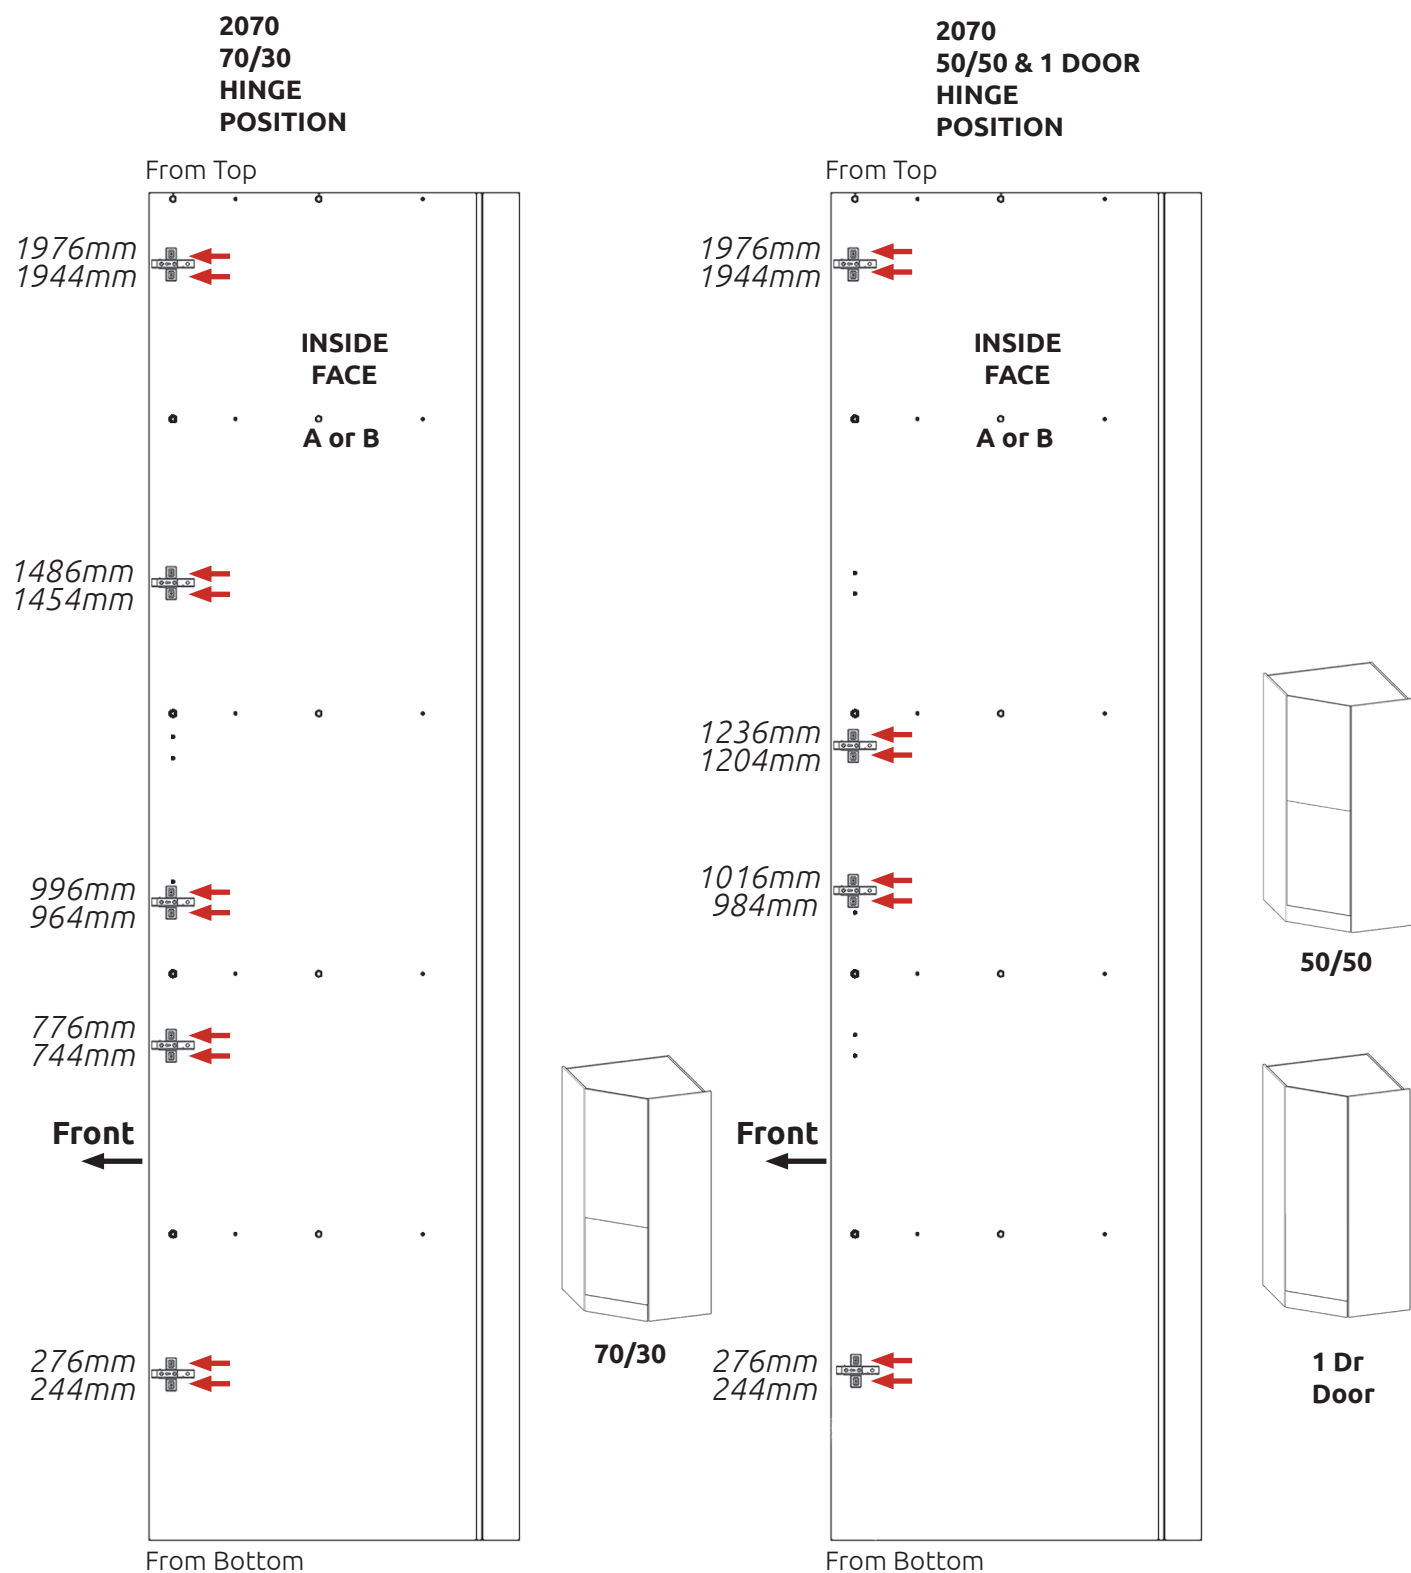 2070
70/30
HINGE
POSITION
From Top
1976mm
1944mm
INSIDE
FACE
A or B
1486mm
1454mm
996mm
964mm
776mm
744mm
Front
276mm
244mm
From Bottom
70/30
2070
50/50 & 1 DOOR
HINGE
POSITION
From Top
1976mm
1944mm
INSIDE
FACE
A or B
1236mm
1204mm
1016mm
984mm
Front
276mm
244mm
From Bottom
50/50
1 Dr
Door